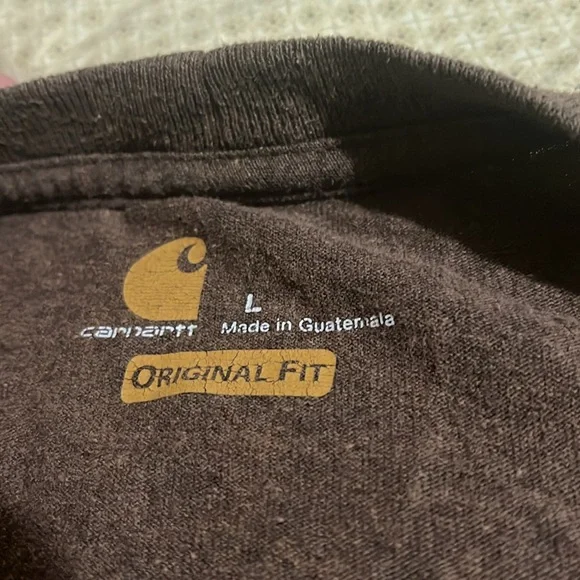 L
carhartt Made in Guatemala
ORIGINAL FIT